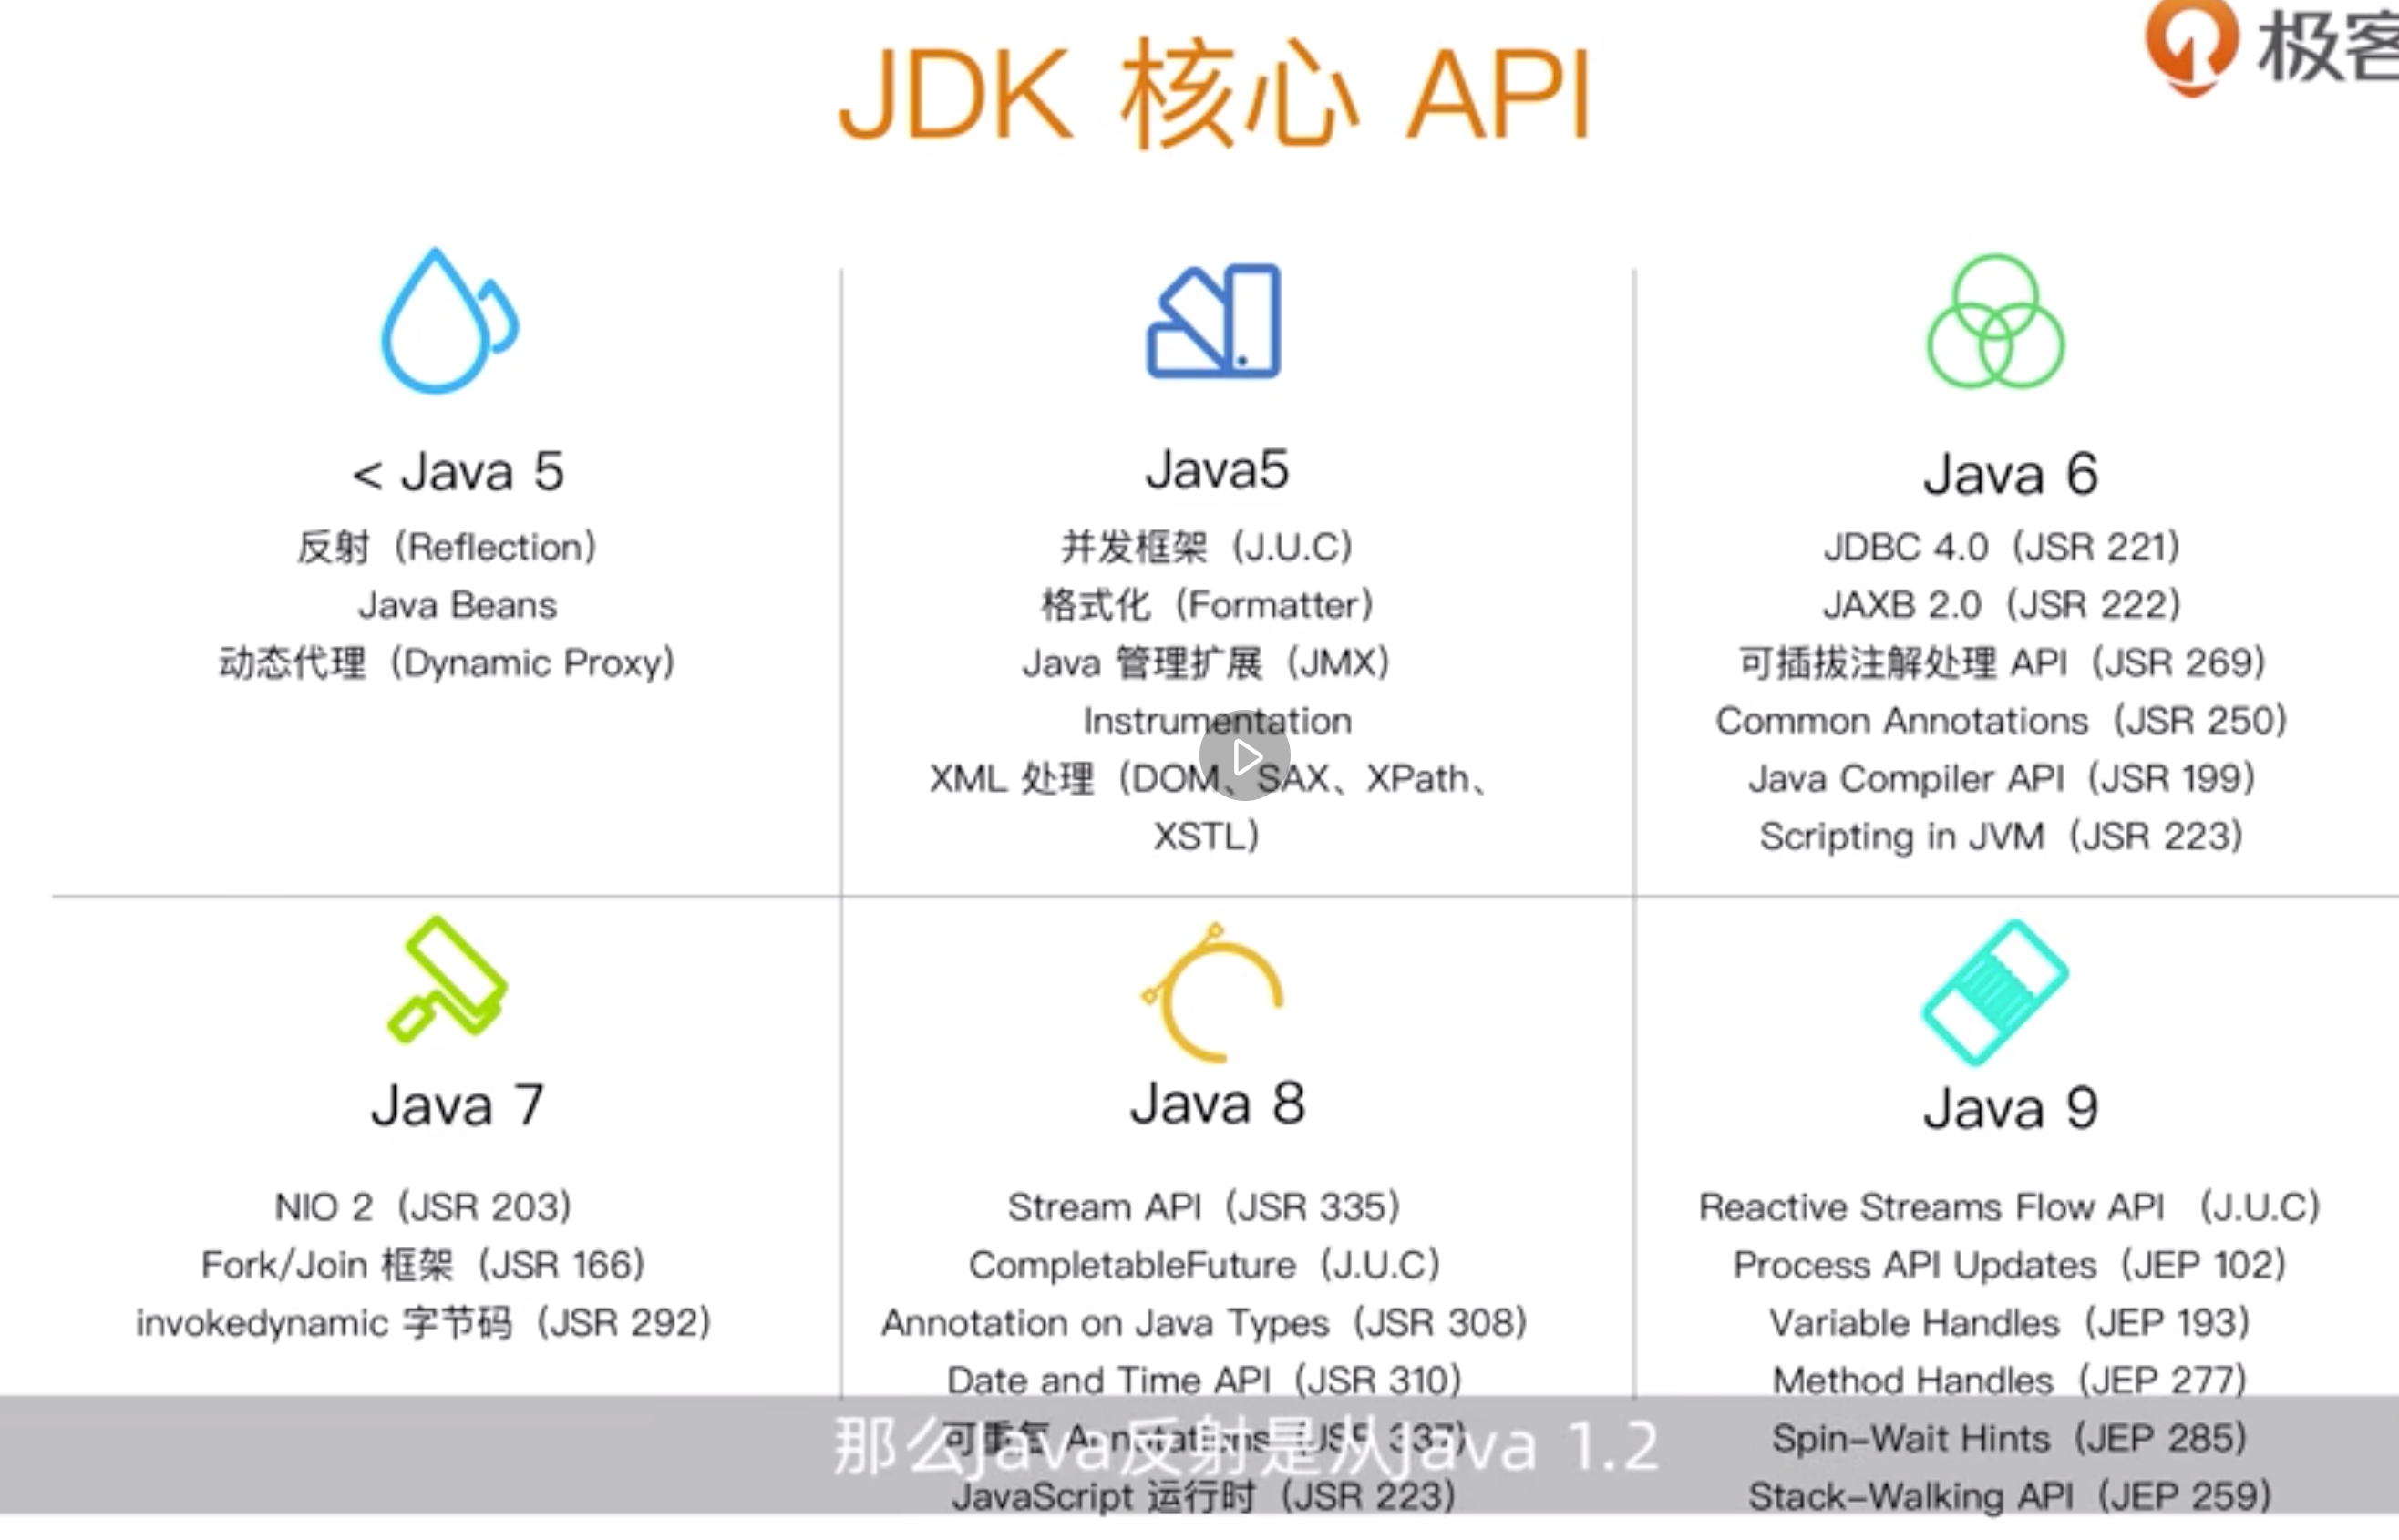 JDK 核心 API
极客
< Java 5
反射（Reflection）
Java Beans
动态代理（Dynamic Proxy）
Java5
并发框架（J.U.C）
格式化（Formatter）
Java 管理扩展（JMX）
Instrumentation
XML 处理（DOM、SAX、XPath、
XSTL）
Java 6
JDBC 4.0（JSR 221）
JAXB 2.0（JSR 222）
可插拔注解处理 API（JSR 269）
Common Annotations（JSR 250）
Java Compiler API（JSR 199）
Scripting in JVM（JSR 223）
Java 7
NIO 2（JSR 203）
Fork/Join 框架（JSR 166）
invokedynamic 字节码（JSR 292）
Java 8
Stream API（JSR 335）
CompletableFuture（J.U.C）
Annotation on Java Types（JSR 308）
Date and Time API（JSR 310）
可重复 Annotations（JSR 337）
JavaScript 运行时（JSR 223）
Java 9
Reactive Streams Flow API （J.U.C）
Process API Updates（JEP 102）
Variable Handles（JEP 193）
Method Handles（JEP 277）
Spin-Wait Hints（JEP 285）
Stack-Walking API（JEP 259）
那么Java反射是从Java 1.2